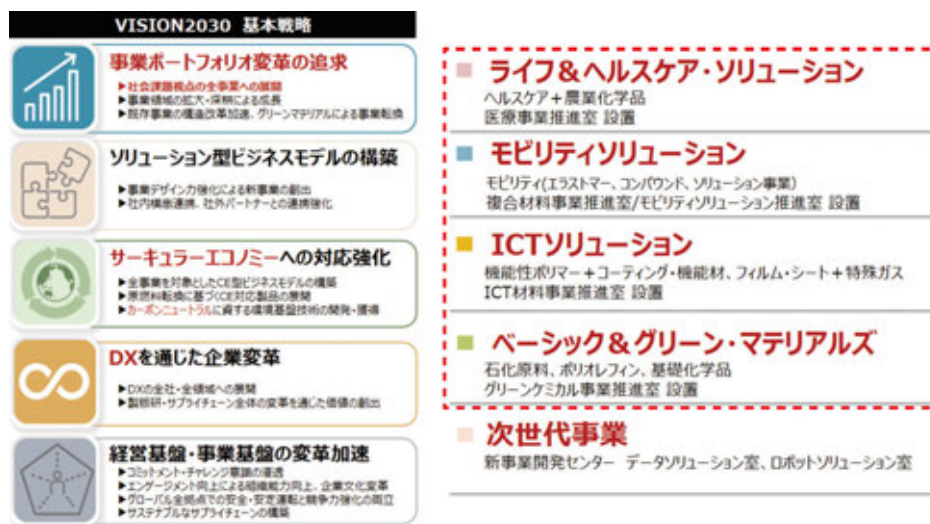 VISION2030 基本戦略
事業ポートフォリオ変革の追求
▶社会課題視点の全事業への展開
▶事業領域の拡大・深耕による成長
▶既存事業の構造改革加速、グリーンマテリアルによる事業転換
ソリューション型ビジネスモデルの構築
▶事業デザイン力強化による新事業の創出
▶社内横断連携、社外パートナーとの連携強化
サーキュラーエコノミーへの対応強化
▶全事業を対象としたCE型ビジネスモデルの構築
▶原燃料転換に基づくCE対応製品の展開
▶カーボンニュートラルに資する環境基盤技術の開発・獲得
DXを通じた企業変革
▶DXの全社・全領域への展開
▶製販研・サプライチェーン全体の変革を通じた価値の創出
経営基盤・事業基盤の変革加速
▶コミットメント・チャレンジ意識の浸透
▶エンゲージメント向上による組織能力向上、企業文化変革
▶グローバル全拠点での安全・安定運転と競争力強化の両立
▶サステナブルなサプライチェーンの構築
ライフ&ヘルスケア・ソリューション
ヘルスケア+農業化学品
医療事業推進室 設置
モビリティソリューション
モビリティ(エラストマー、コンパウンド、ソリューション事業)
複合材料事業推進室/モビリティソリューション推進室 設置
ICTソリューション
機能性ポリマー+コーティング・機能材、フィルム・シート+特殊ガス
ICT材料事業推進室 設置
ベーシック&グリーン・マテリアルズ
石化原料、ポリオレフィン、基礎化学品
グリーンケミカル事業推進室 設置
次世代事業
新事業開発センター データソリューション室、ロボットソリューション室